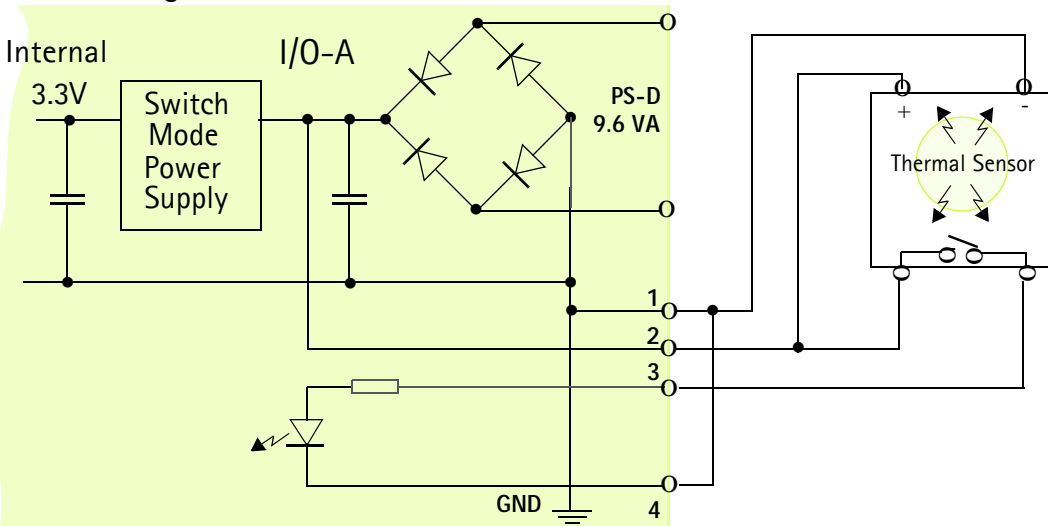 Internal
3.3V
I/O-A
Switch
Mode
Power
Supply
PS-D
9.6 VA
+
-
Thermal Sensor
1
2
3
GND
4